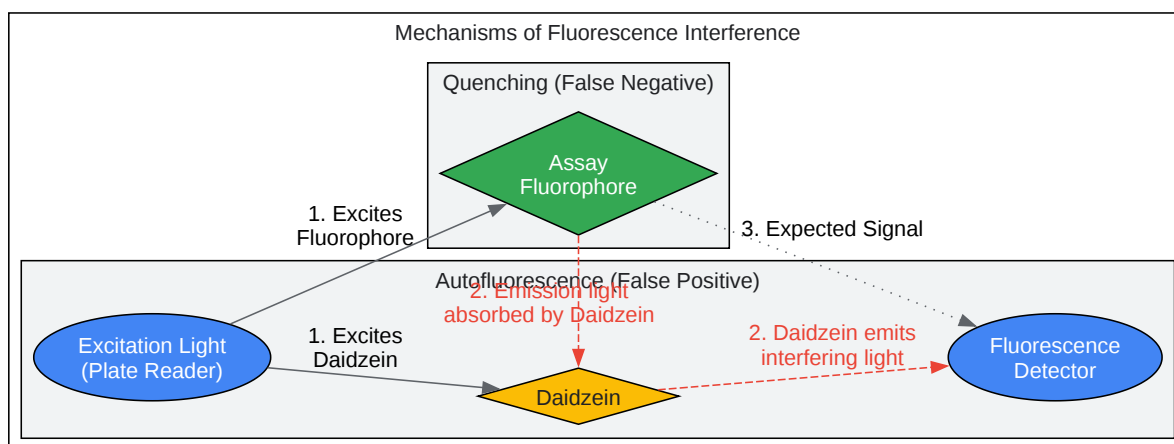 Mechanisms of Fluorescence Interference
Quenching (False Negative)
Assay
Fluorophore
1. Excites
Fluorophore
3. Expected Signal
Autofluorescence (False Positive)
2. Emission light
absorbed by Daidzein
Excitation Light
(Plate Reader)
1. Excites
Daidzein
2. Daidzein emits
interfering light
Fluorescence
Detector
Daidzein